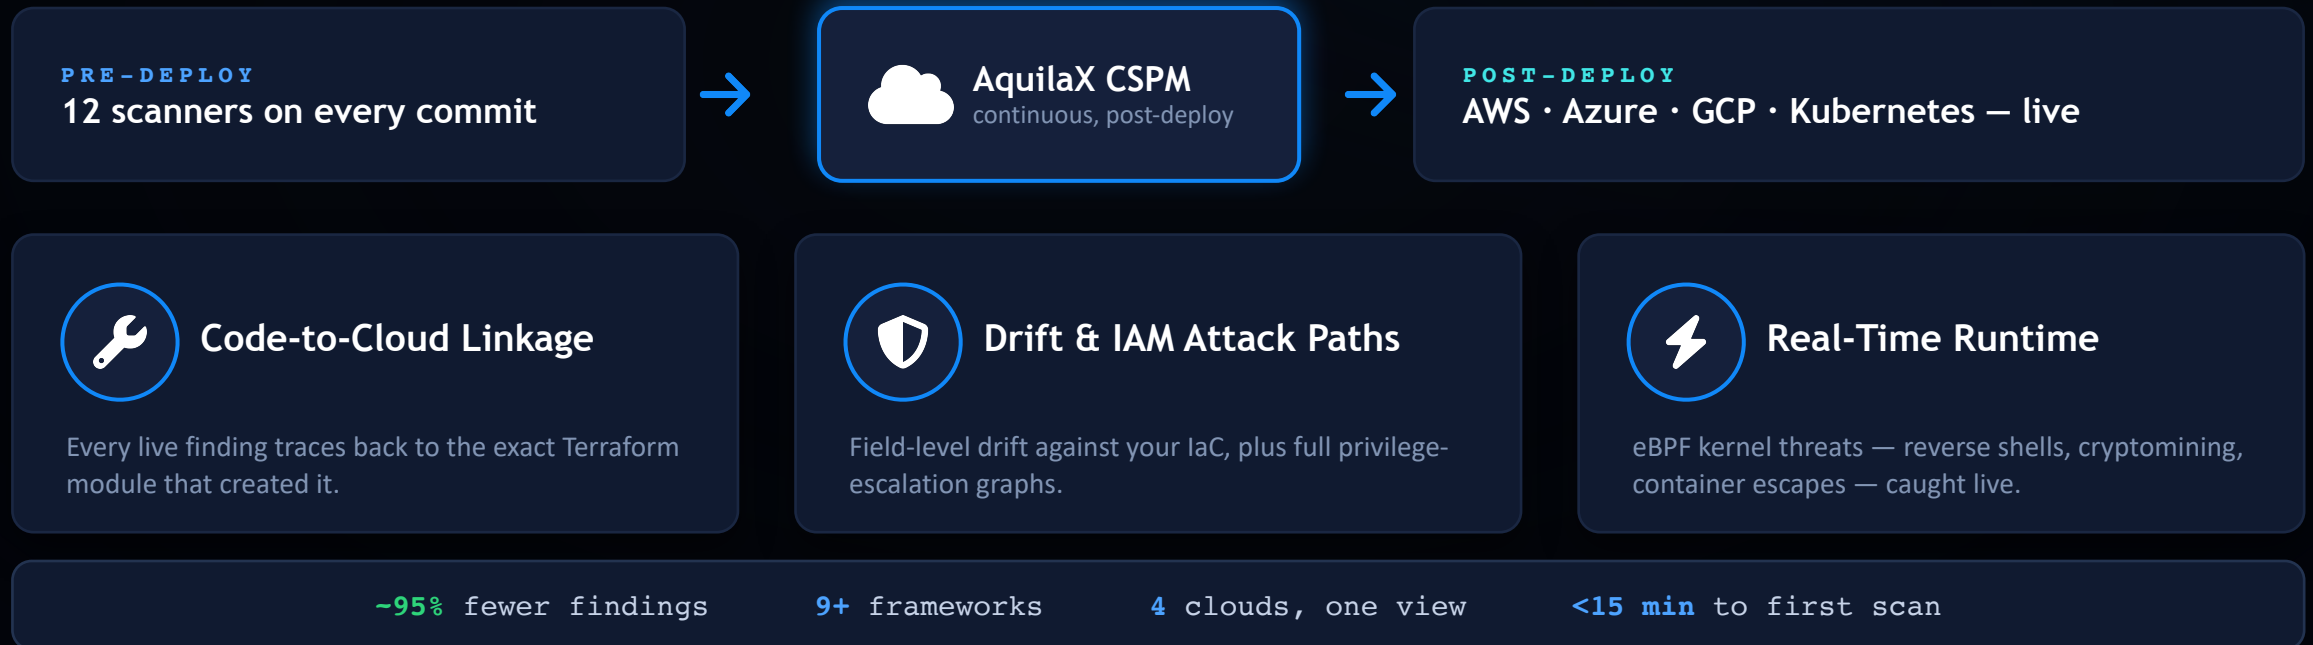 PRE-DEPLOY
12 scanners on every commit
AquilaX CSPM
continuous, post-deploy
POST-DEPLOY
AWS · Azure · GCP · Kubernetes — live
Code-to-Cloud Linkage
Every live finding traces back to the exact Terraform
module that created it.
Drift & IAM Attack Paths
Field-level drift against your IaC, plus full privilege-
escalation graphs.
Real-Time Runtime
eBPF kernel threats — reverse shells, cryptomining,
container escapes — caught live.
~95% fewer findings
9+ frameworks
4 clouds, one view
<15 min to first scan